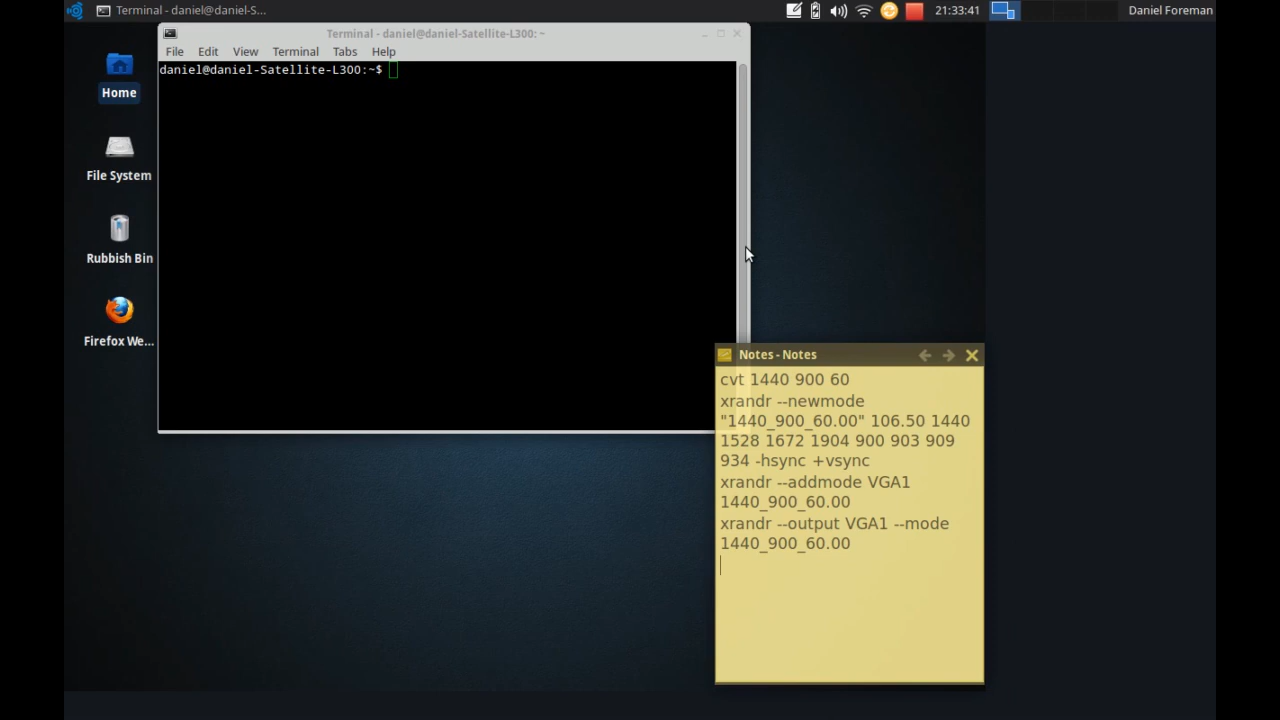 Terminal - daniel@daniel-S...
21:33:41
Daniel Foreman
Terminal - daniel@daniel-Satellite-L300: ~
File Edit View Terminal Tabs Help
daniel@daniel-Satellite-L300:~$
Home
File System
Rubbish Bin
Firefox We...
Notes - Notes
cvt 1440 900 60
xrandr --newmode
"1440_900_60.00" 106.50 1440
1528 1672 1904 900 903 909
934 -hsync +vsync
xrandr --addmode VGA1
1440_900_60.00
xrandr --output VGA1 --mode
1440_900_60.00